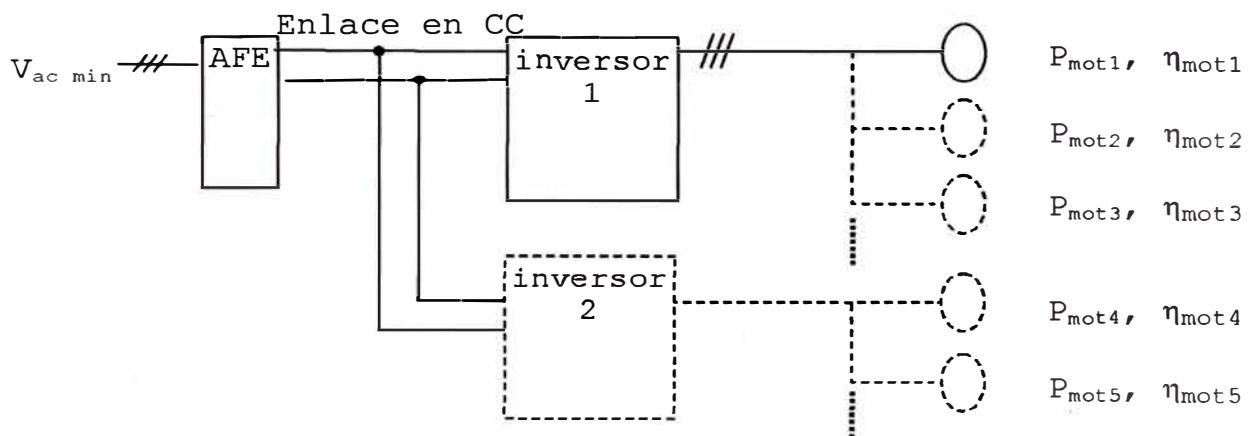 Enlace en CC
V_ac min
AFE
inversor
1
P_mot1, η_mot1
P_mot2, η_mot2
P_mot3, η_mot3
inversor
2
P_mot4, η_mot4
P_mot5, η_mot5